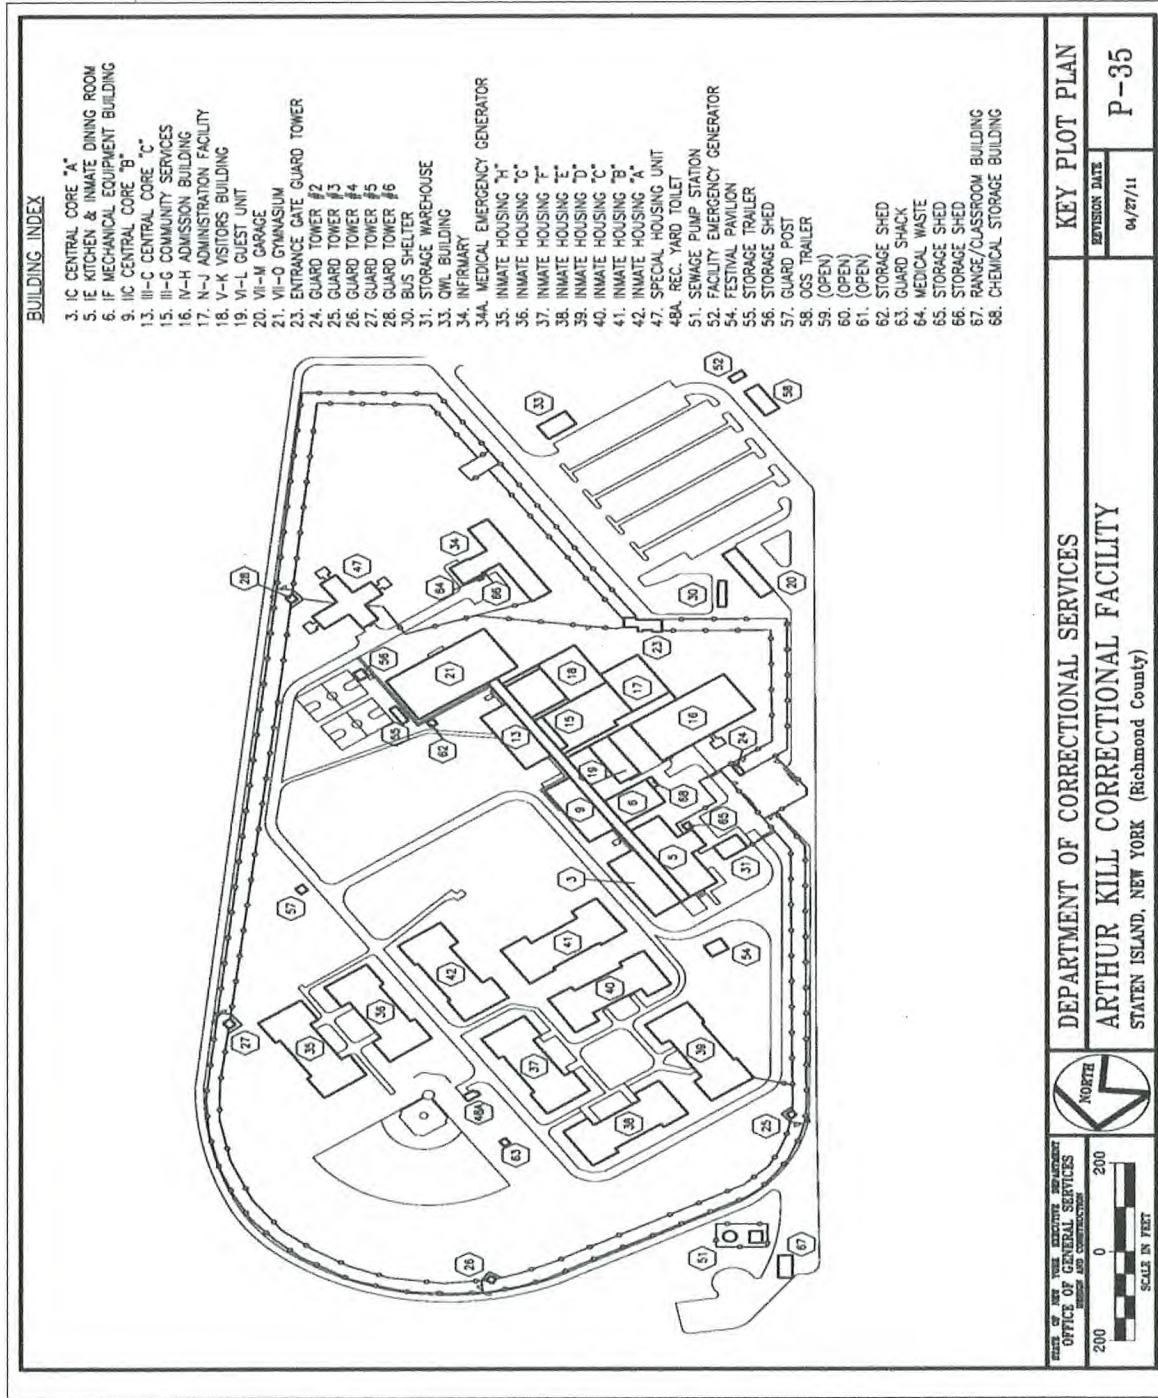 BUILDING INDEX
3. IC CENTRAL CORE "A"
5. IE KITCHEN & INMATE DINING ROOM
6. IF MECHANICAL EQUIPMENT BUILDING
9. IIC CENTRAL CORE "B"
13. III-C CENTRAL CORE "C"
15. III-G COMMUNITY SERVICES
16. IV-H ADMISSION BUILDING
17. N-J ADMINISTRATION FACILITY
18. V-K VISITORS BUILDING
19. VI-L GUEST UNIT
20. VII-M GARAGE
21. VII-O GYMNASIUM
23. ENTRANCE GATE GUARD TOWER
24. GUARD TOWER #2
25. GUARD TOWER #3
26. GUARD TOWER #4
27. GUARD TOWER #5
28. GUARD TOWER #6
30. BUS SHELTER
31. STORAGE WAREHOUSE
33. QWL BUILDING
34. INFIRMARY
34A. MEDICAL EMERGENCY GENERATOR
35. INMATE HOUSING "H"
36. INMATE HOUSING "G"
37. INMATE HOUSING "F"
38. INMATE HOUSING "E"
39. INMATE HOUSING "D"
40. INMATE HOUSING "C"
41. INMATE HOUSING "B"
42. INMATE HOUSING "A"
47. SPECIAL HOUSING UNIT
48A. REC. YARD TOILET
51. SEWAGE PUMP STATION
52. FACILITY EMERGENCY GENERATOR
54. FESTIVAL PAVILION
55. STORAGE TRAILER
56. STORAGE SHED
57. GUARD POST
58. OGS TRAILER
59. (OPEN)
60. (OPEN)
61. (OPEN)
62. STORAGE SHED
63. GUARD SHACK
64. MEDICAL WASTE
65. STORAGE SHED
66. STORAGE SHED
67. RANGE/CLASSROOM BUILDING
68. CHEMICAL STORAGE BUILDING
28
47
64
34
66
33
52
58
30
20
23
56
55
62
21
18
17
15
13
16
19
9
6
68
24
65
5
31
3
57
27
35
36
42
41
40
54
37
39
38
48A
63
25
26
51
67
STATE OF NEW YORK EXECUTIVE DEPARTMENT
OFFICE OF GENERAL SERVICES
DESIGN AND CONSTRUCTION
200 0 200
SCALE IN FEET
NORTH
DEPARTMENT OF CORRECTIONAL SERVICES
ARTHUR KILL CORRECTIONAL FACILITY
STATEN ISLAND, NEW YORK (Richmond County)
KEY PLOT PLAN
REVISION DATE
04/27/11
P-35